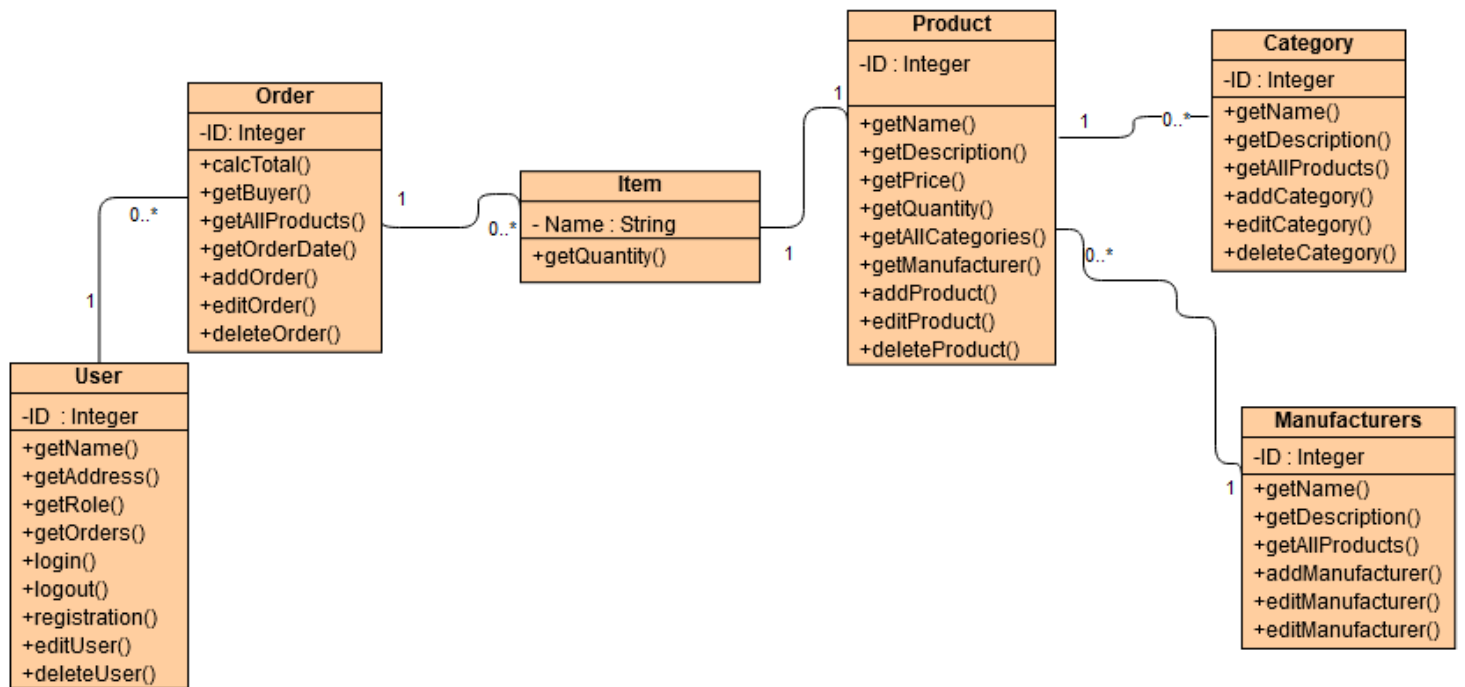 Order
-ID: Integer
+calcTotal()
+getBuyer()
+getAllProducts()
+getOrderDate()
+addOrder()
+editOrder()
+deleteOrder()
0..*
1
User
-ID : Integer
+getName()
+getAddress()
+getRole()
+getOrders()
+login()
+logout()
+registration()
+editUser()
+deleteUser()
1
0..*
Item
- Name : String
+getQuantity()
1
1
Product
-ID : Integer
+getName()
+getDescription()
+getPrice()
+getQuantity()
+getAllCategories()
+getManufacturer()
+addProduct()
+editProduct()
+deleteProduct()
1
0..*
Category
-ID : Integer
+getName()
+getDescription()
+getAllProducts()
+addCategory()
+editCategory()
+deleteCategory()
0..*
1
Manufacturers
-ID : Integer
+getName()
+getDescription()
+getAllProducts()
+addManufacturer()
+editManufacturer()
+editManufacturer()